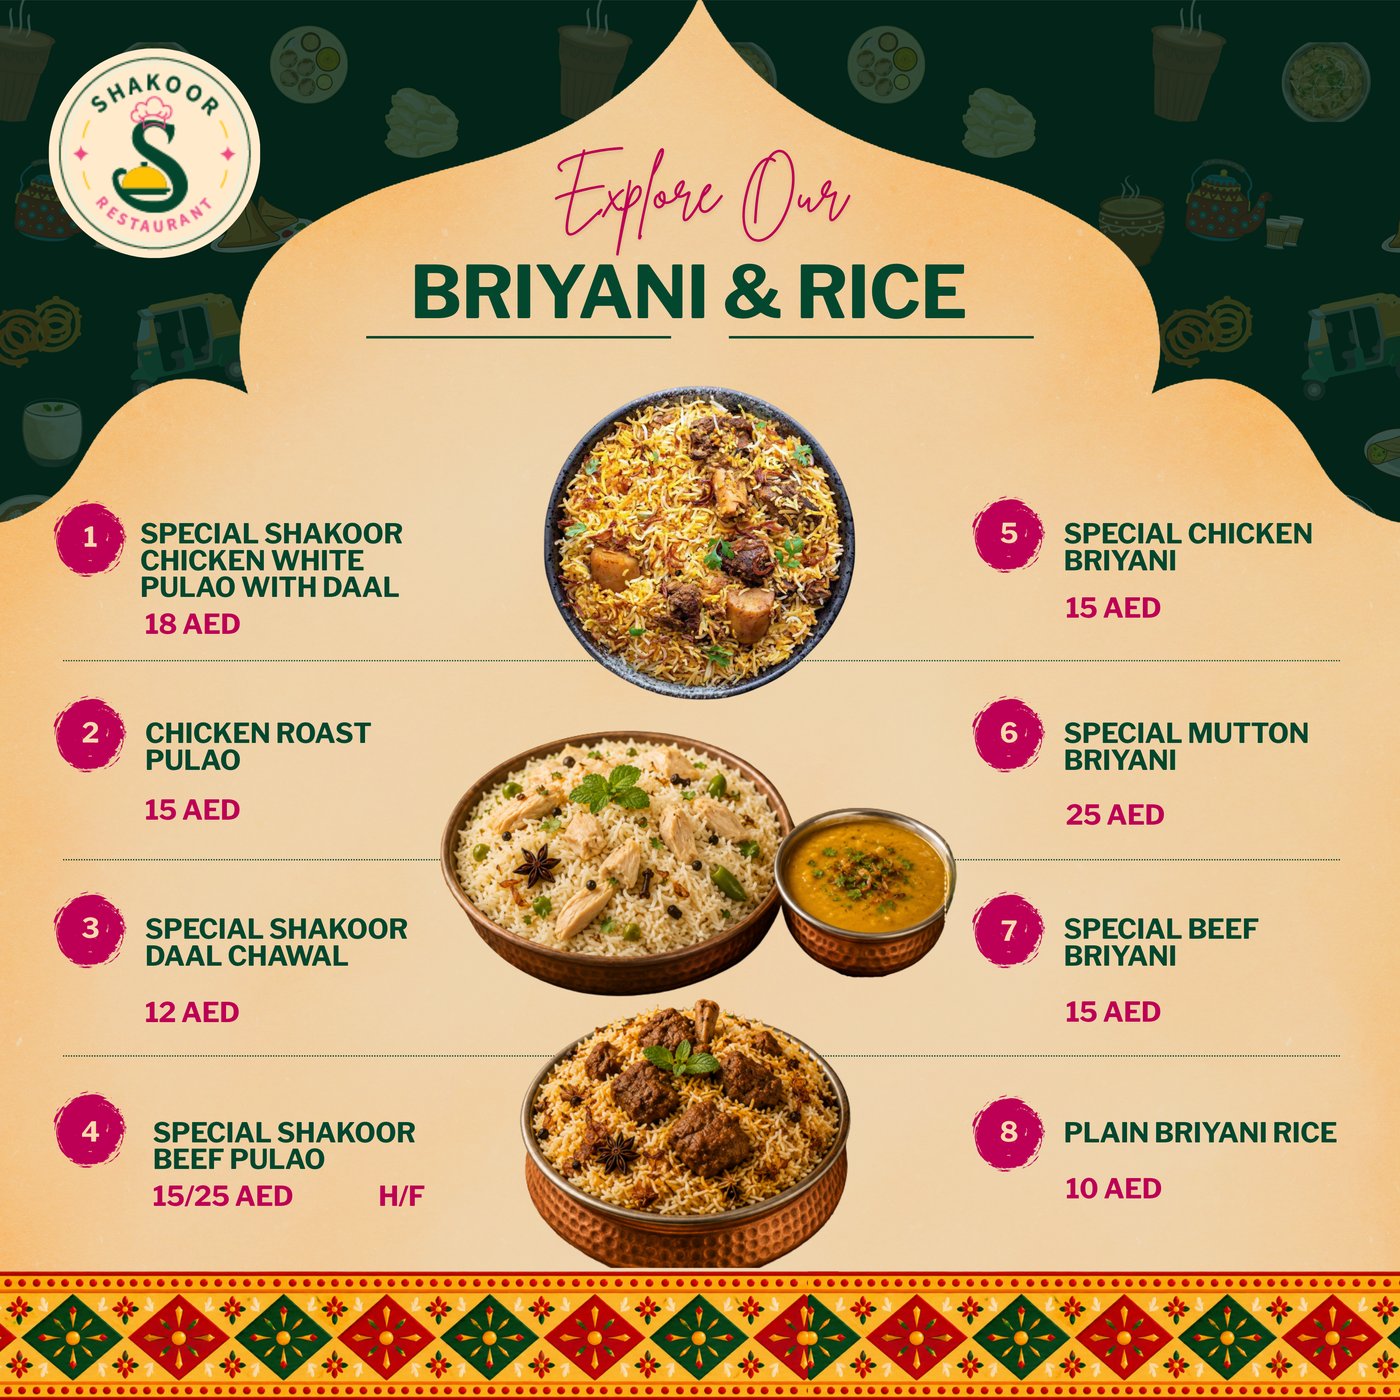 SHAKOOR
S
RESTAURANT
Explore Our
BRIYANI & RICE
1
SPECIAL SHAKOOR
CHICKEN WHITE
PULAO WITH DAAL
18 AED
2
CHICKEN ROAST
PULAO
15 AED
3
SPECIAL SHAKOOR
DAAL CHAWAL
12 AED
4
SPECIAL SHAKOOR
BEEF PULAO
15/25 AED H/F
5
SPECIAL CHICKEN
BRIYANI
15 AED
6
SPECIAL MUTTON
BRIYANI
25 AED
7
SPECIAL BEEF
BRIYANI
15 AED
8
PLAIN BRIYANI RICE
10 AED